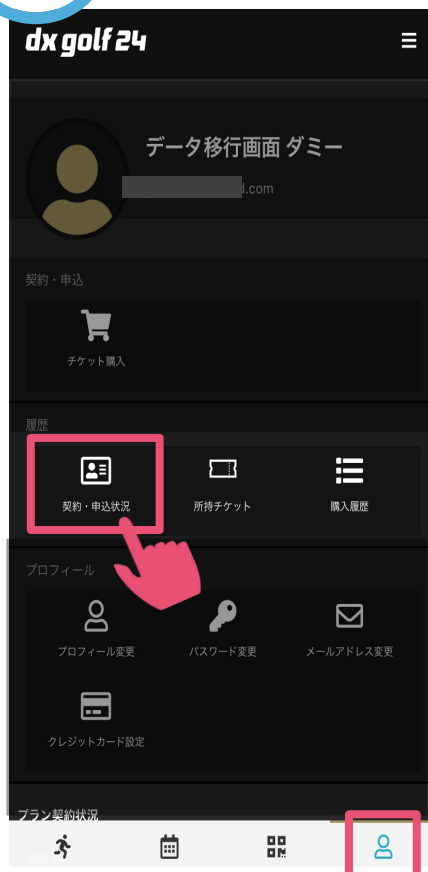 dx golf 24
データ移行画面 ダミー
.com
契約・申込
チケット購入
履歴
契約・申込状況
所持チケット
購入履歴
プロフィール
プロフィール変更
パスワード変更
メールアドレス変更
クレジットカード設定
プラン契約状況